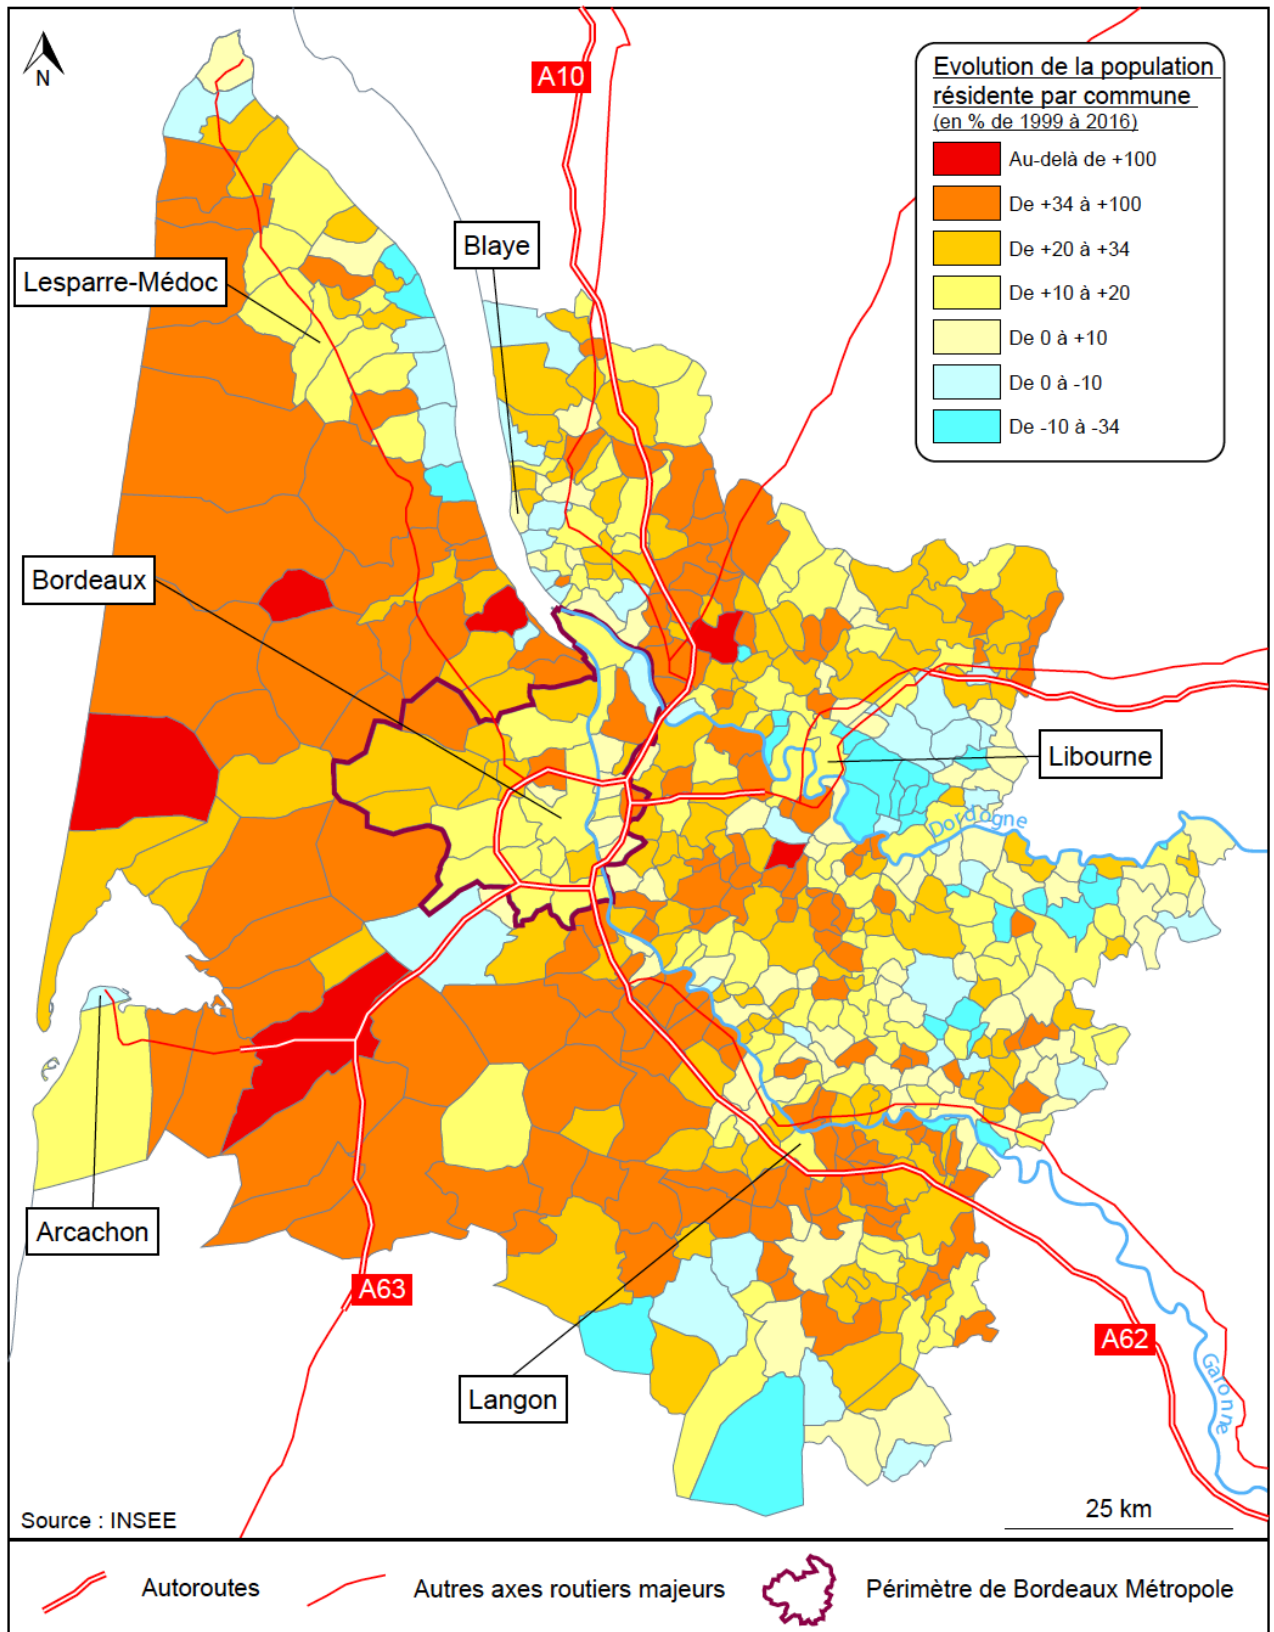 N
A10
Evolution de la population
résidente par commune
(en % de 1999 à 2016)
Au-delà de +100
De +34 à +100
De +20 à +34
De +10 à +20
De 0 à +10
De 0 à -10
De -10 à -34
Blaye
Lesparre-Médoc
Bordeaux
Libourne
Dordogne
Arcachon
A63
A62
Langon
Garonne
Source : INSEE
25 km
Autoroutes
Autres axes routiers majeurs
Périmètre de Bordeaux Métropole